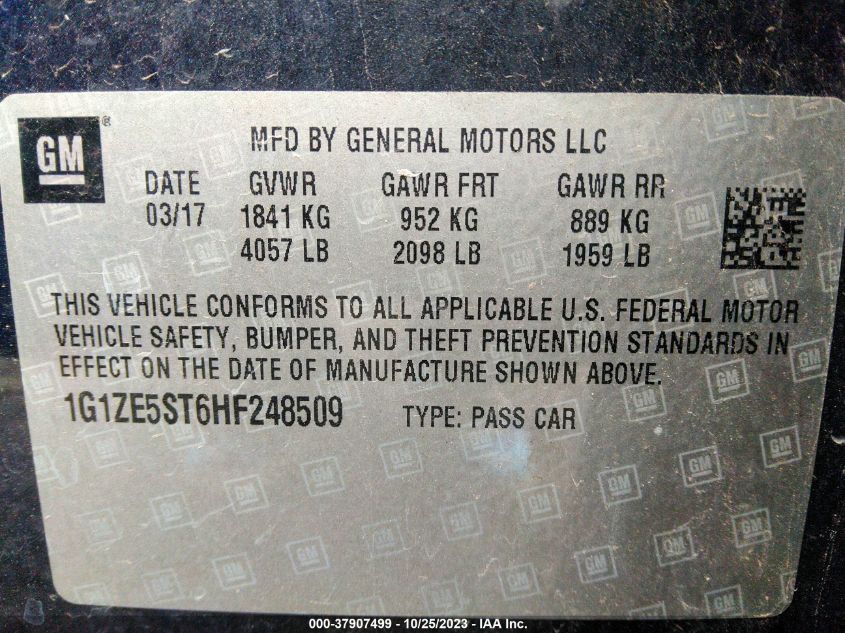 GM ®
MFD BY GENERAL MOTORS LLC
DATE GVWR GAWR FRT GAWR RR
03/17 1841 KG 952 KG 889 KG
4057 LB 2098 LB 1959 LB
THIS VEHICLE CONFORMS TO ALL APPLICABLE U.S. FEDERAL MOTOR
VEHICLE SAFETY, BUMPER, AND THEFT PREVENTION STANDARDS IN
EFFECT ON THE DATE OF MANUFACTURE SHOWN ABOVE.
1G1ZE5ST6HF248509 TYPE: PASS CAR
000-37907499 - 10/25/2023 - IAA Inc.